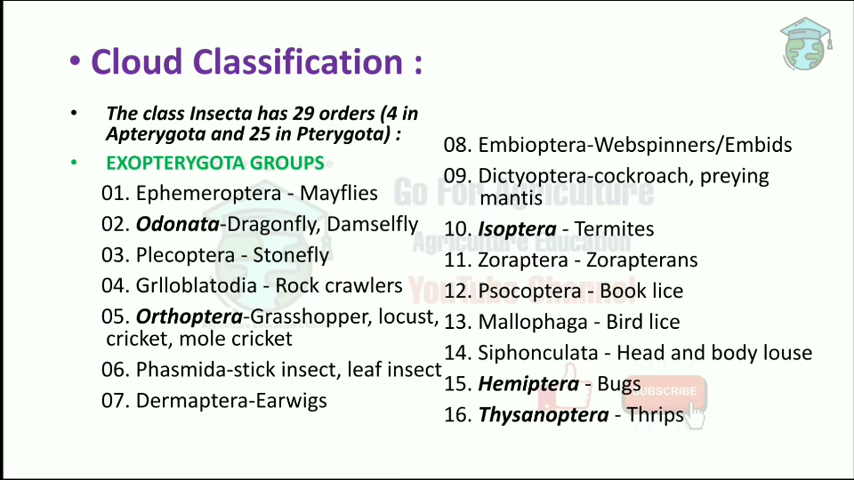 • Cloud Classification :
• The class Insecta has 29 orders (4 in
Apterygota and 25 in Pterygota) :
• EXOPTERYGOTA GROUPS
01. Ephemeroptera - Mayflies
02. Odonata-Dragonfly, Damselfly
03. Plecoptera - Stonefly
04. Grlloblatodia - Rock crawlers
05. Orthoptera-Grasshopper, locust,
cricket, mole cricket
06. Phasmida-stick insect, leaf insect
07. Dermaptera-Earwigs
08. Embioptera-Webspinners/Embids
09. Dictyoptera-cockroach, preying
mantis
10. Isoptera - Termites
11. Zoraptera - Zorapterans
12. Psocoptera - Book lice
13. Mallophaga - Bird lice
14. Siphonculata - Head and body louse
15. Hemiptera - Bugs
16. Thysanoptera - Thrips
Go For Agriculture
Agriculture Education
YouTube Channel
SUBSCRIBE